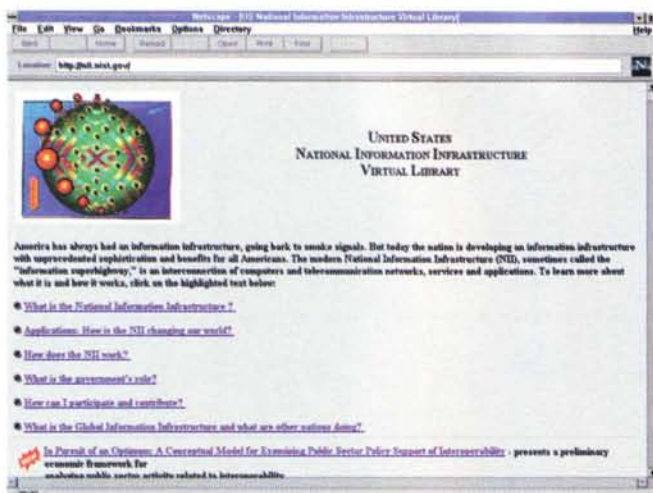 Netscape - [US National Information Infrastructure Virtual Library]
File Edit View Go Bookmarks Options Directory Help
Back Home Reload Open Print Find
Location: http://nii.nist.gov/
N
UNITED STATES
NATIONAL INFORMATION INFRASTRUCTURE
VIRTUAL LIBRARY
America has always had an information infrastructure, going back to smoke signals. But today the nation is developing an information infrastructure
with unprecedented sophistication and benefits for all Americans. The modern National Information Infrastructure (NII), sometimes called the
"information superhighway," is an interconnection of computers and telecommunication networks, services and applications. To learn more about
what it is and how it works, click on the highlighted text below:
What is the National Information Infrastructure ?
Applications: How is the NII changing our world?
How does the NII work?
What is the government's role?
How can I participate and contribute?
What is the Global Information Infrastructure and what are other nations doing?
In Pursuit of an Optimum: A Conceptual Model for Examining Public Sector Policy Support of Interoperability - presents a preliminary
economic framework for
analyzing public sector activity related to interoperability